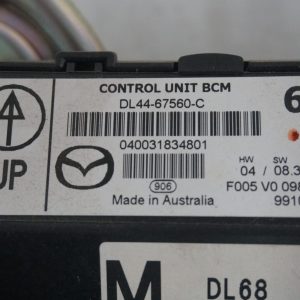 CONTROL UNIT BCM
DL44-67560-C
6
040031834801
UP
HW SW
04 / 08.3
906
F005 V0 098
Made in Australia
9910
M DL68